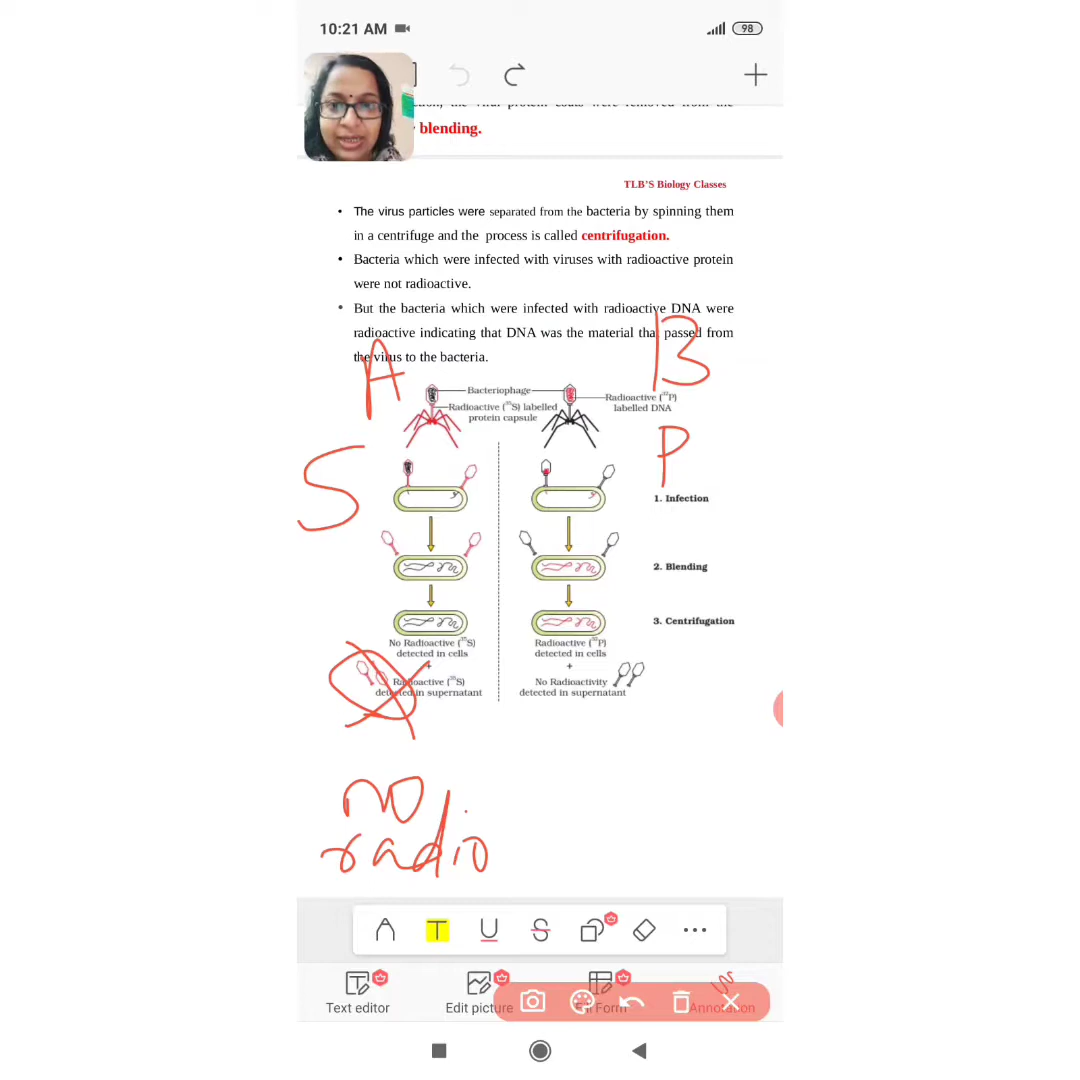 10:21 AM
98
blending.
TLB'S Biology Classes
• The virus particles were separated from the bacteria by spinning them
in a centrifuge and the process is called centrifugation.
• Bacteria which were infected with viruses with radioactive protein
were not radioactive.
• But the bacteria which were infected with radioactive DNA were
radioactive indicating that DNA was the material that passed from
the virus to the bacteria.
A
B
Bacteriophage
Radioactive (³⁵S) labelled
protein capsule
Radioactive (³²P)
labelled DNA
S
P
1. Infection
2. Blending
3. Centrifugation
No Radioactive (³⁵S)
detected in cells
+
Radioactive (³⁵S)
detected in supernatant
Radioactive (³²P)
detected in cells
+
No Radioactivity
detected in supernatant
no
radio
T U S
Text editor
Edit picture
Form
Annotation